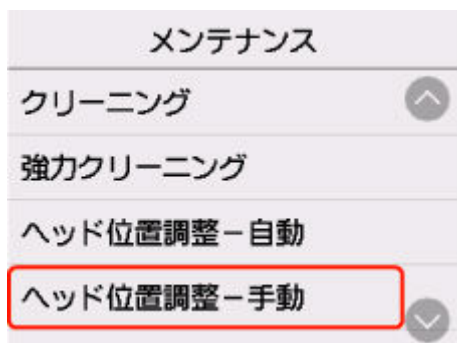 メンテナンス
クリーニング
強力クリーニング
ヘッド位置調整－自動
ヘッド位置調整－手動